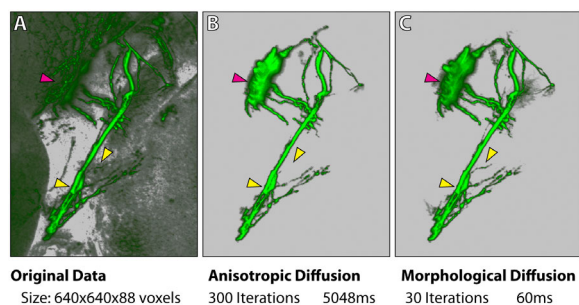 A
B
C
Original Data
Size: 640x640x88 voxels
Anisotropic Diffusion
300 Iterations 5048ms
Morphological Diffusion
30 Iterations 60ms